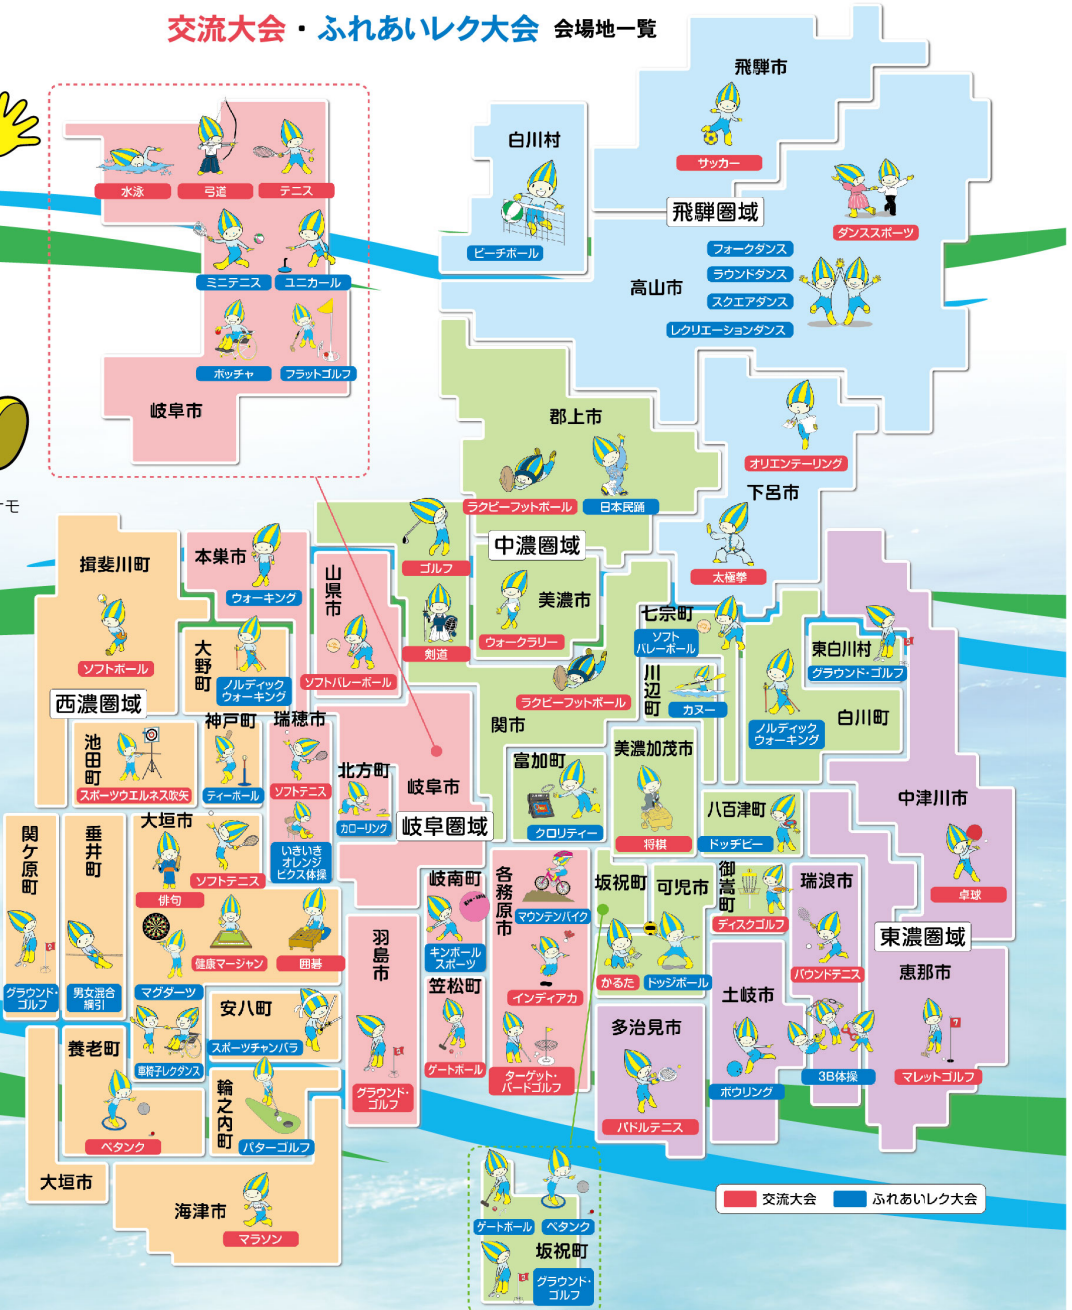 交流大会・ふれあいレク大会 会場地一覧
飛騨市
サッカー
白川村
ビーチボール
飛騨圏域
ダンススポーツ
フォークダンス
ラウンドダンス
スクエアダンス
レクリエーションダンス
高山市
水泳
弓道
テニス
ミニテニス
ユニカール
ボッチャ
フラットゴルフ
岐阜市
モ
郡上市
ラグビーフットボール
日本民踊
オリエンテーリング
下呂市
太極拳
中濃圏域
ゴルフ
剣道
美濃市
ウォークラリー
ラグビーフットボール
関市
揖斐川町
ソフトボール
本巣市
ウォーキング
山県市
ソフトバレーボール
大野町
ノルディック
ウォーキング
西濃圏域
七宗町
ソフト
バレーボール
川辺町
カヌー
東白川村
グラウンド・ゴルフ
白川町
ノルディック
ウォーキング
池田町
スポーツウエルネス吹矢
神戸町
ティーボール
瑞穂市
ソフトテニス
いきいき
オレンジ
ビクス体操
北方町
カローリング
岐阜市
岐阜圏域
富加町
クロリティー
美濃加茂市
将棋
八百津町
ドッヂビー
中津川市
卓球
関ケ原町
グラウンド・
ゴルフ
垂井町
男女混合
綱引
大垣市
俳句
ソフトテニス
健康マージャン
囲碁
マグダーツ
車椅子レクダンス
安八町
スポーツチャンバラ
羽島市
グラウンド・
ゴルフ
岐南町
キンボール
スポーツ
笠松町
ゲートボール
各務原市
マウンテンバイク
インディアカ
ターゲット・
バードゴルフ
坂祝町
かるた
可児市
ドッジボール
御嵩町
ディスクゴルフ
瑞浪市
バウンドテニス
東濃圏域
恵那市
マレットゴルフ
土岐市
ボウリング
3B体操
多治見市
パドルテニス
養老町
ペタンク
輪之内町
パターゴルフ
大垣市
海津市
マラソン
ゲートボール
ペタンク
坂祝町
グラウンド・
ゴルフ
交流大会
ふれあいレク大会